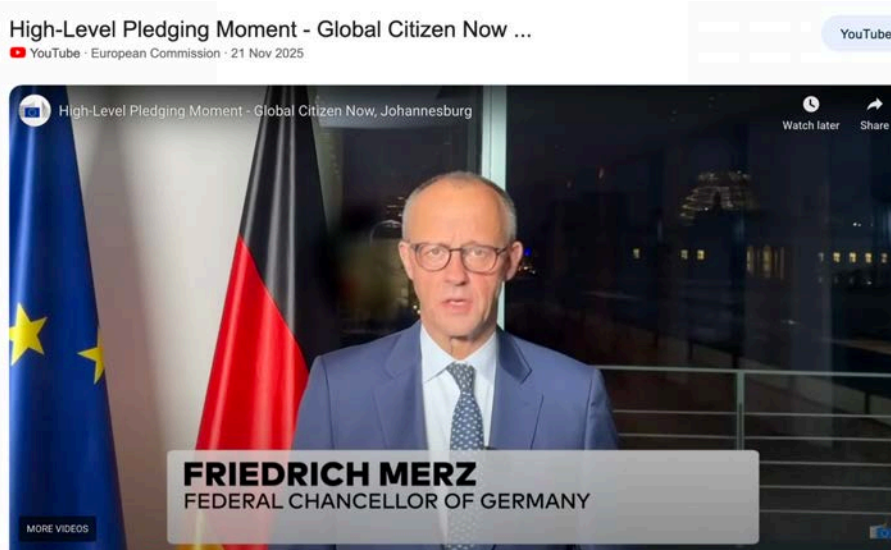 High-Level Pledging Moment - Global Citizen Now ...
YouTube
YouTube · European Commission · 21 Nov 2025
High-Level Pledging Moment - Global Citizen Now, Johannesburg
Watch later
Share
FRIEDRICH MERZ
FEDERAL CHANCELLOR OF GERMANY
MORE VIDEOS